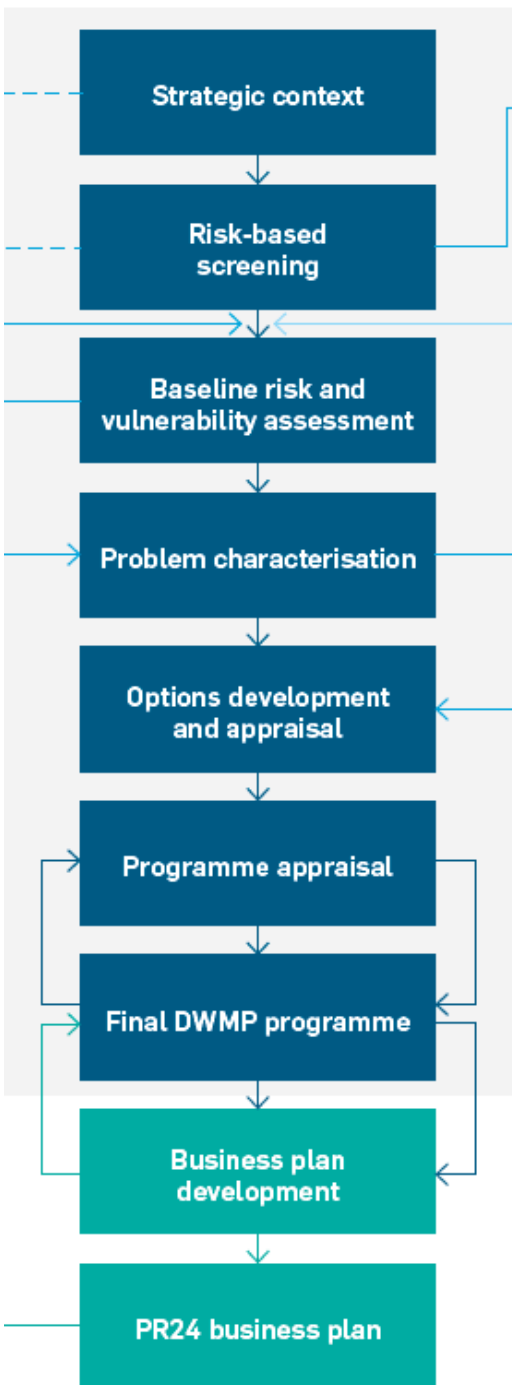 Strategic context
Risk-based
screening
Baseline risk and
vulnerability assessment
Problem characterisation
Options development
and appraisal
Programme appraisal
Final DWMP programme
Business plan
development
PR24 business plan